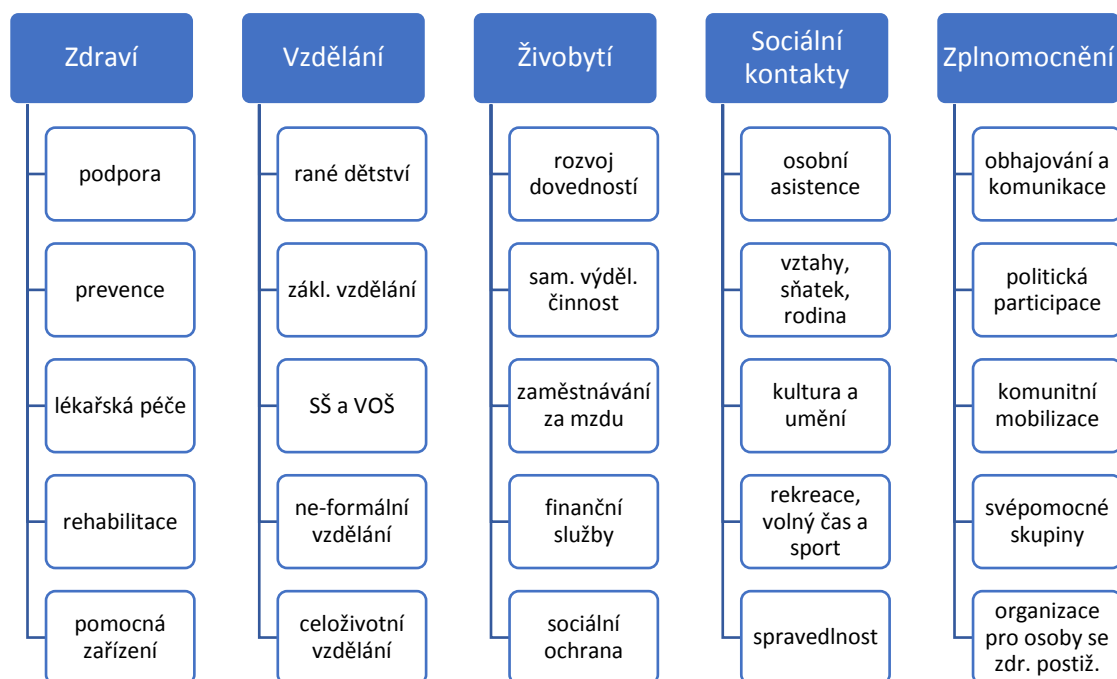 Zdraví
podpora
prevence
lékařská péče
rehabilitace
pomocná
zařízení
Vzdělání
rané dětství
zákl. vzdělání
SŠ a VOŠ
ne-formální
vzdělání
celoživotní
vzdělání
Živobytí
rozvoj
dovedností
sam. výděl.
činnost
zaměstnávání
za mzdu
finanční
služby
sociální
ochrana
Sociální
kontakty
osobní
asistence
vztahy,
sňatek,
rodina
kultura a
umění
rekreace,
volný čas a
sport
spravedlnost
Zplnomocnění
obhajování a
komunikace
politická
participace
komunitní
mobilizace
svépomocné
skupiny
organizace
pro osoby se
zdr. postiž.